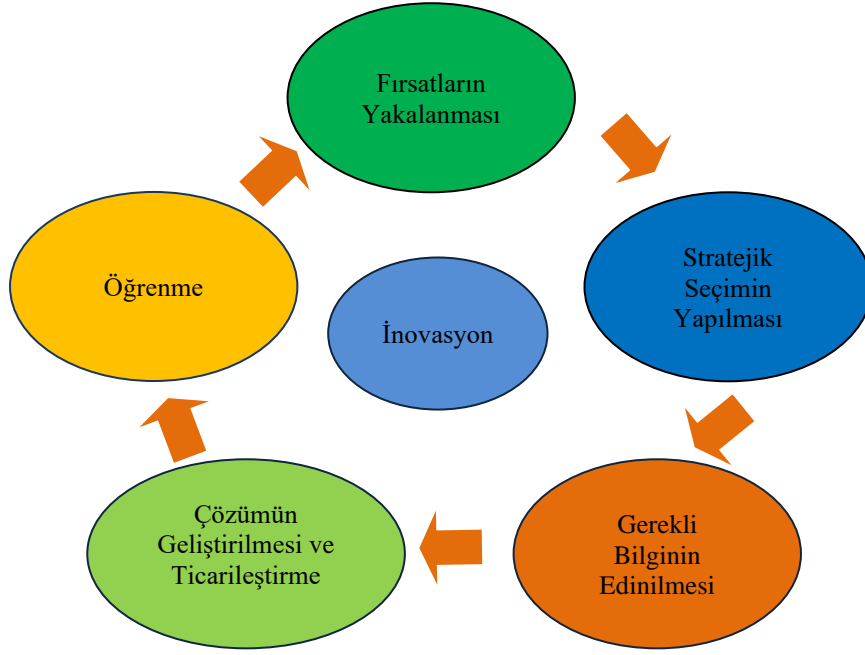 Fırsatların
Yakalanması
Stratejik
Seçimin
Yapılması
Gerekli
Bilginin
Edinilmesi
Çözümün
Geliştirilmesi ve
Ticarileştirme
Öğrenme
İnovasyon